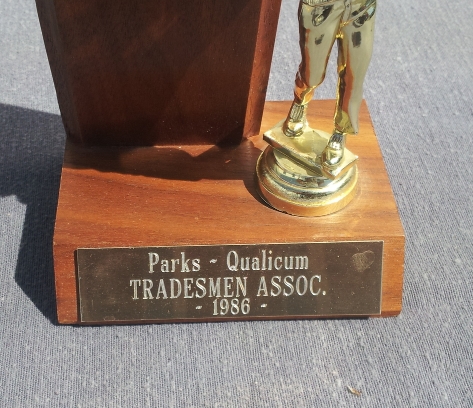 Parks - Qualicum
TRADESMEN ASSOC.
- 1986 -